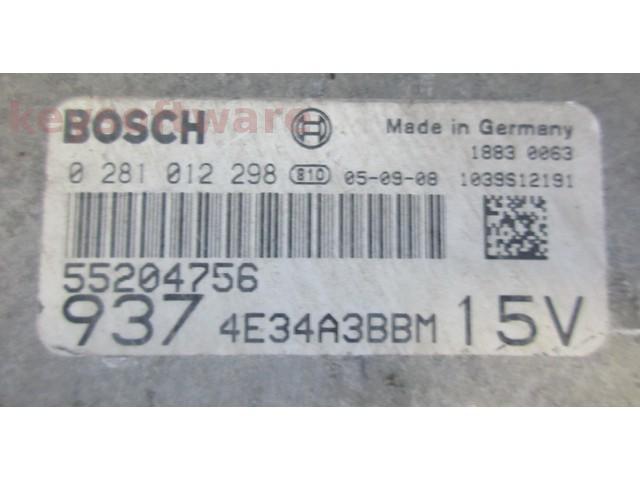 keysoftware
BOSCH Made in Germany
1883 0063
0 281 012 298 810 05-09-08 1039S12191
55204756
937 4E34A3BBM 15V